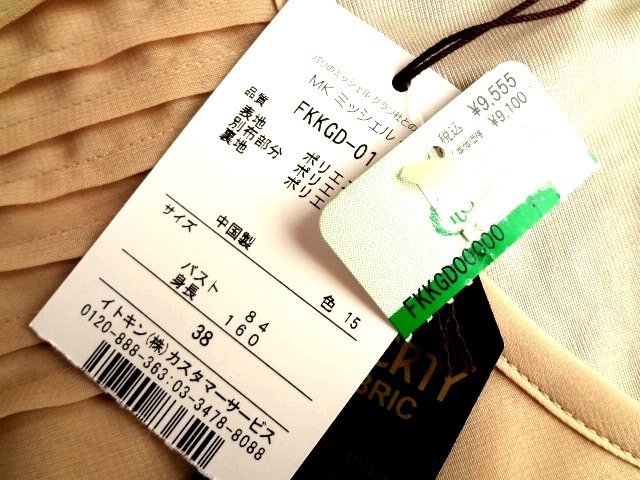 パリのミッシェル クラン社との
MK ミッシェル
品質 FKKGD-01
表地 ポリエ
別布部分 ポリエ
裏地 ポリエ
サイズ 中国製 色 15
バスト 84
身長 160
38
イトキン(株)カスタマーサービス
0120-888-363:03-3478-8088
¥9,555
税込 ¥9,100
FKKGD00000
BRIC